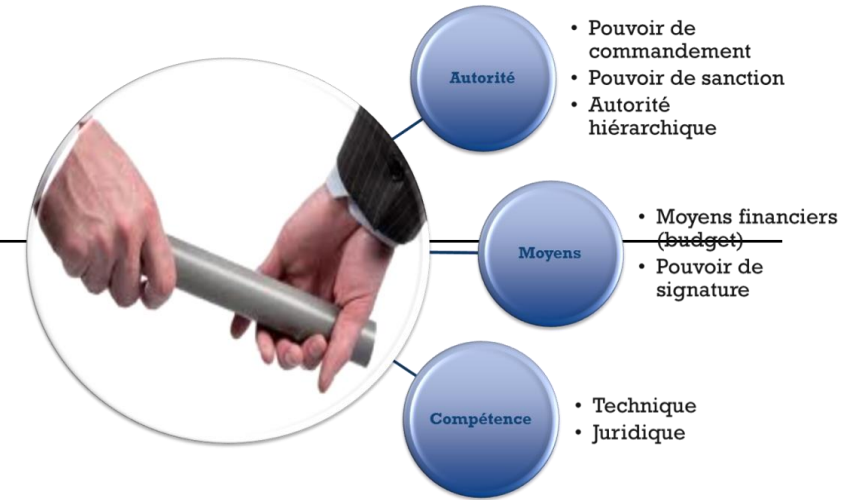 Autorité
• Pouvoir de
commandement
• Pouvoir de sanction
• Autorité
hiérarchique
Moyens
• Moyens financiers
(budget)
• Pouvoir de
signature
Compétence
• Technique
• Juridique